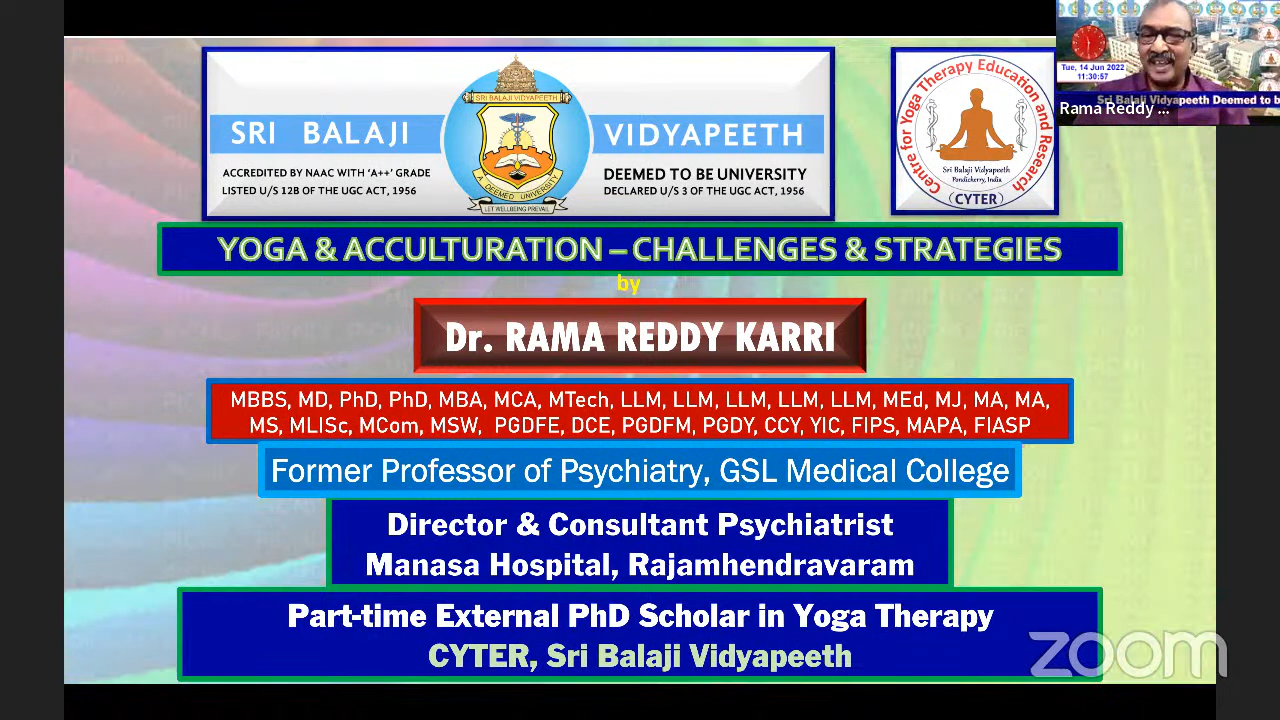 SRI BALAJI
VIDYAPEETH
SRI BALAJI VIDYAPEETH
ACCREDITED BY NAAC WITH ‘A++’ GRADE
LISTED U/S 12B OF THE UGC ACT, 1956
DEEMED TO BE UNIVERSITY
DECLARED U/S 3 OF THE UGC ACT, 1956
A DEEMED UNIVERSITY
LET WELLBEING PREVAIL
Centre for Yoga Therapy Education and Research
Sri Balaji Vidyapeeth
Pondicherry, India
(CYTER)
Tue, 14 Jun 2022
11:30:57
Sri Balaji Vidyapeeth Deemed to b
Rama Reddy ...
YOGA & ACCULTURATION – CHALLENGES & STRATEGIES
by
Dr. RAMA REDDY KARRI
MBBS, MD, PhD, PhD, MBA, MCA, MTech, LLM, LLM, LLM, LLM, LLM, MEd, MJ, MA, MA,
MS, MLISc, MCom, MSW, PGDFE, DCE, PGDFM, PGDY, CCY, YIC, FIPS, MAPA, FIASP
Former Professor of Psychiatry, GSL Medical College
Director & Consultant Psychiatrist
Manasa Hospital, Rajamhendravaram
Part-time External PhD Scholar in Yoga Therapy
CYTER, Sri Balaji Vidyapeeth
zoom